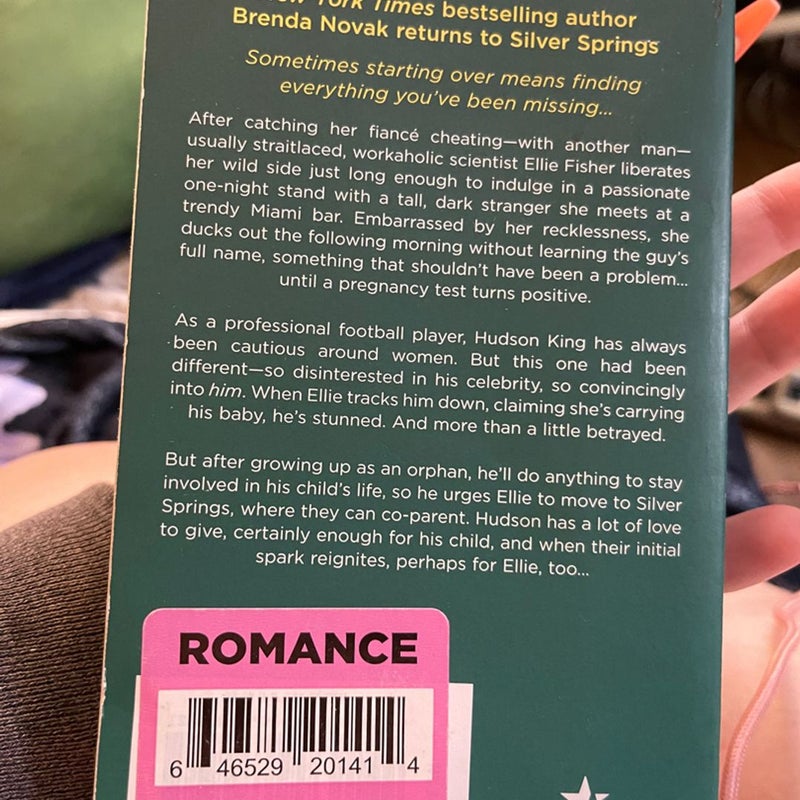 York Times bestselling author
Brenda Novak returns to Silver Springs
Sometimes starting over means finding
everything you've been missing...
After catching her fiancé cheating—with another man—
usually straitlaced, workaholic scientist Ellie Fisher liberates
her wild side just long enough to indulge in a passionate
one-night stand with a tall, dark stranger she meets at a
trendy Miami bar. Embarrassed by her recklessness, she
ducks out the following morning without learning the guy's
full name, something that shouldn't have been a problem...
until a pregnancy test turns positive.
As a professional football player, Hudson King has always
been cautious around women. But this one had been
different—so disinterested in his celebrity, so convincingly
into him. When Ellie tracks him down, claiming she's carrying
his baby, he's stunned. And more than a little betrayed.
But after growing up as an orphan, he'll do anything to stay
involved in his child's life, so he urges Ellie to move to Silver
Springs, where they can co-parent. Hudson has a lot of love
to give, certainly enough for his child, and when their initial
spark reignites, perhaps for Ellie, too...
ROMANCE
6 46529 20141 4